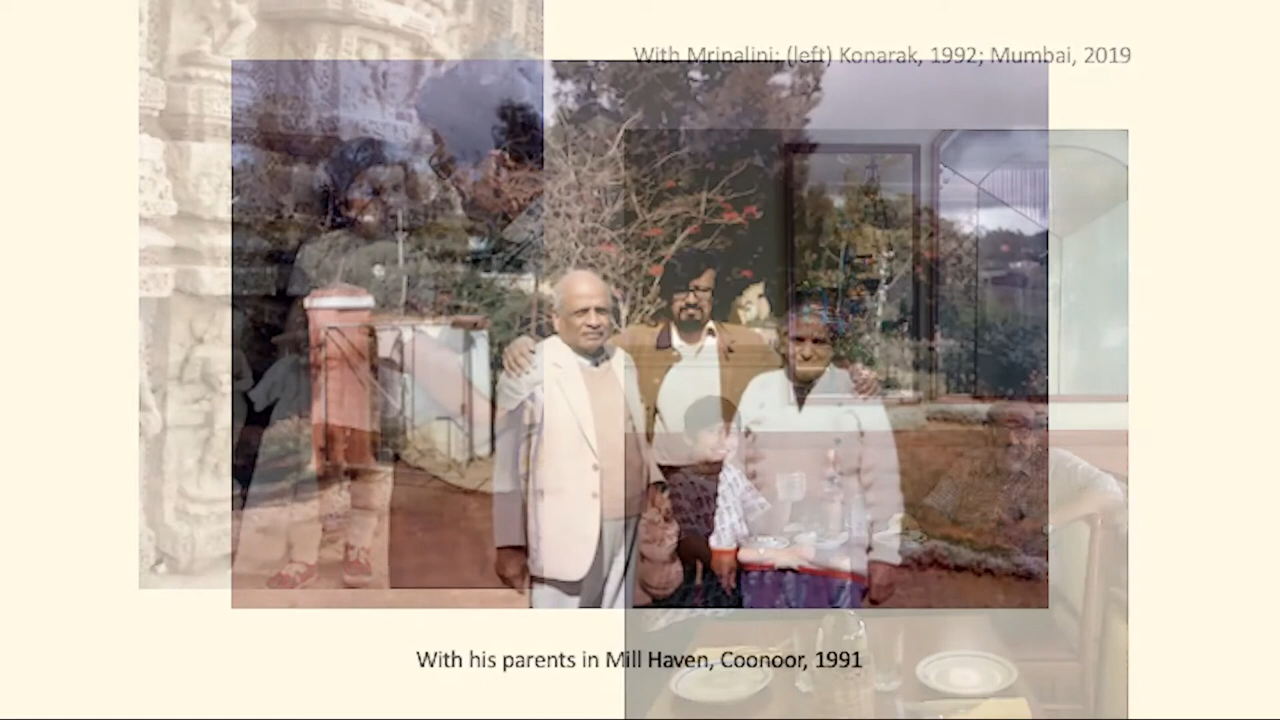 With Mrinalini: (left) Konarak, 1992; Mumbai, 2019
With his parents in Mill Haven, Coonoor, 1991